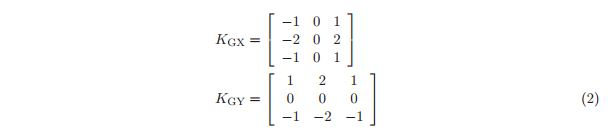 K_GX = [ −1 0 1
−2 0 2
−1 0 1 ]
K_GY = [ 1 2 1
0 0 0
−1 −2 −1 ] (2)